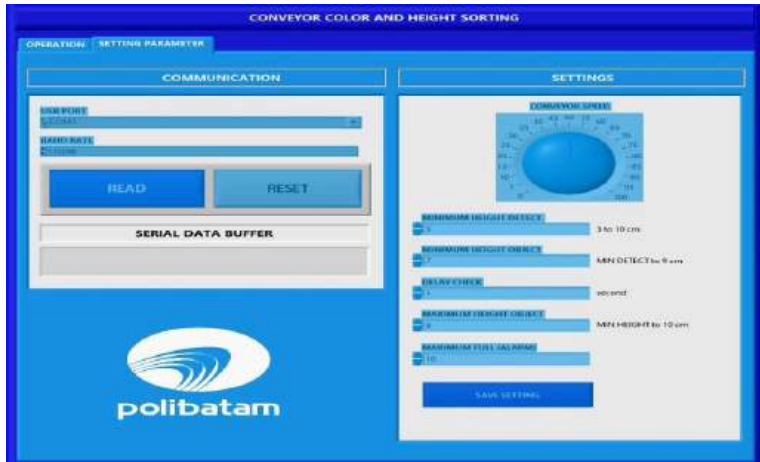 CONVEYOR COLOR AND HEIGHT SORTING
OPERATION SETTING PARAMETER
COMMUNICATION
SETTINGS
USB PORT
BAUD RATE
READ RESET
SERIAL DATA BUFFER
polibatam
CONVEYOR SPEED
MINIMUM HEIGHT DETECT
3 to 10 cm
MINIMUM HEIGHT OBJECT
7 MIN DETECT to 9 cm
DELAY CHECK
second
MAXIMUM HEIGHT OBJECT
MIN HEIGHT to 10 cm
MAXIMUM FULL (ALARM)
10
SAVE SETTING